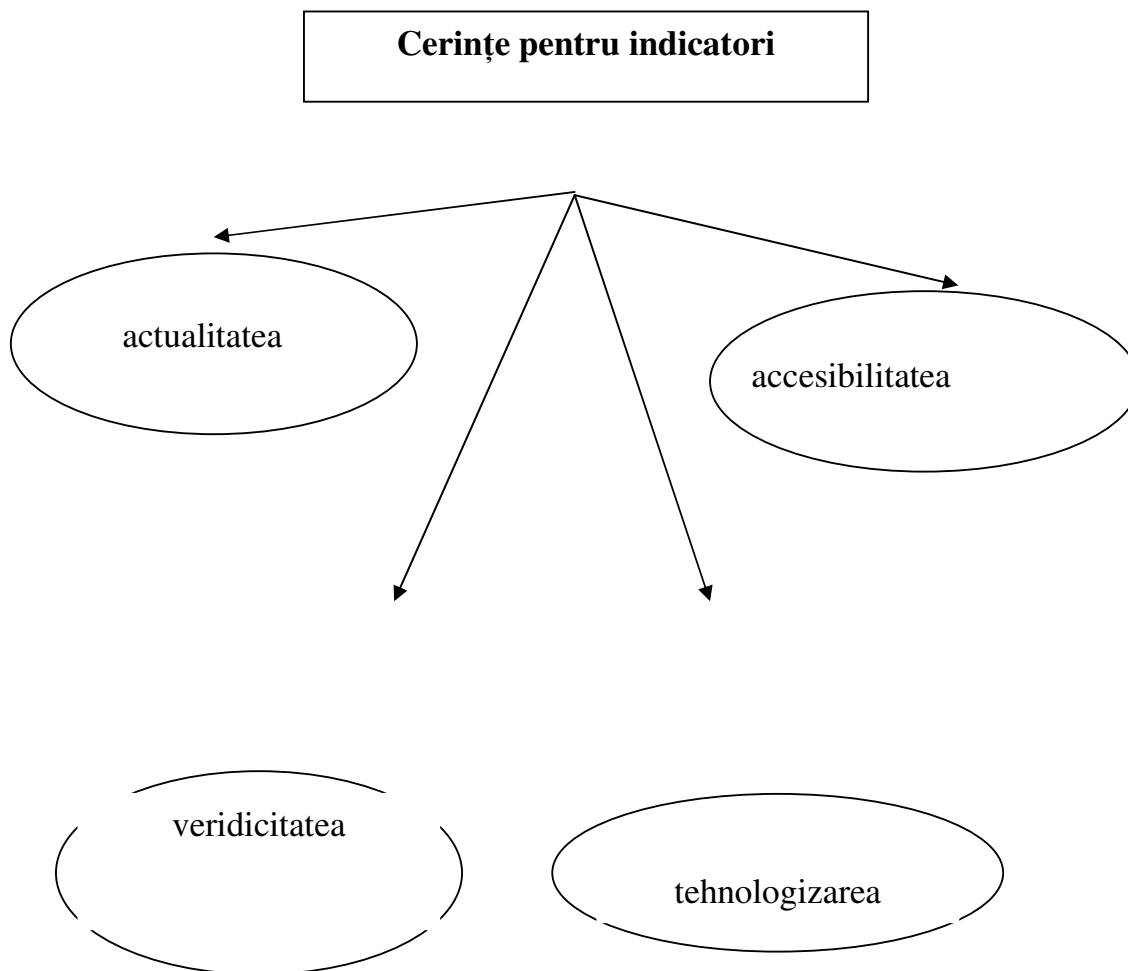 Cerințe pentru indicatori
actualitatea
accesibilitatea
veridicitatea
tehnologizarea